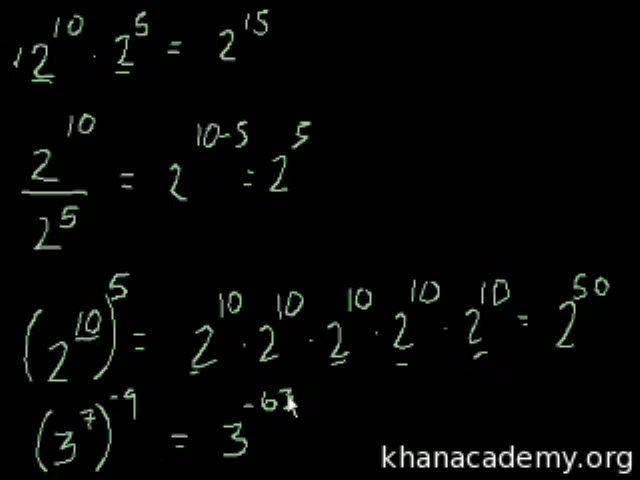 2^10 · 2^5 = 2^15
2^10 / 2^5 = 2^(10-5) = 2^5
(2^10)^5 = 2^10 · 2^10 · 2^10 · 2^10 · 2^10 = 2^50
(3^7)^-9 = 3^-63
khanacademy.org